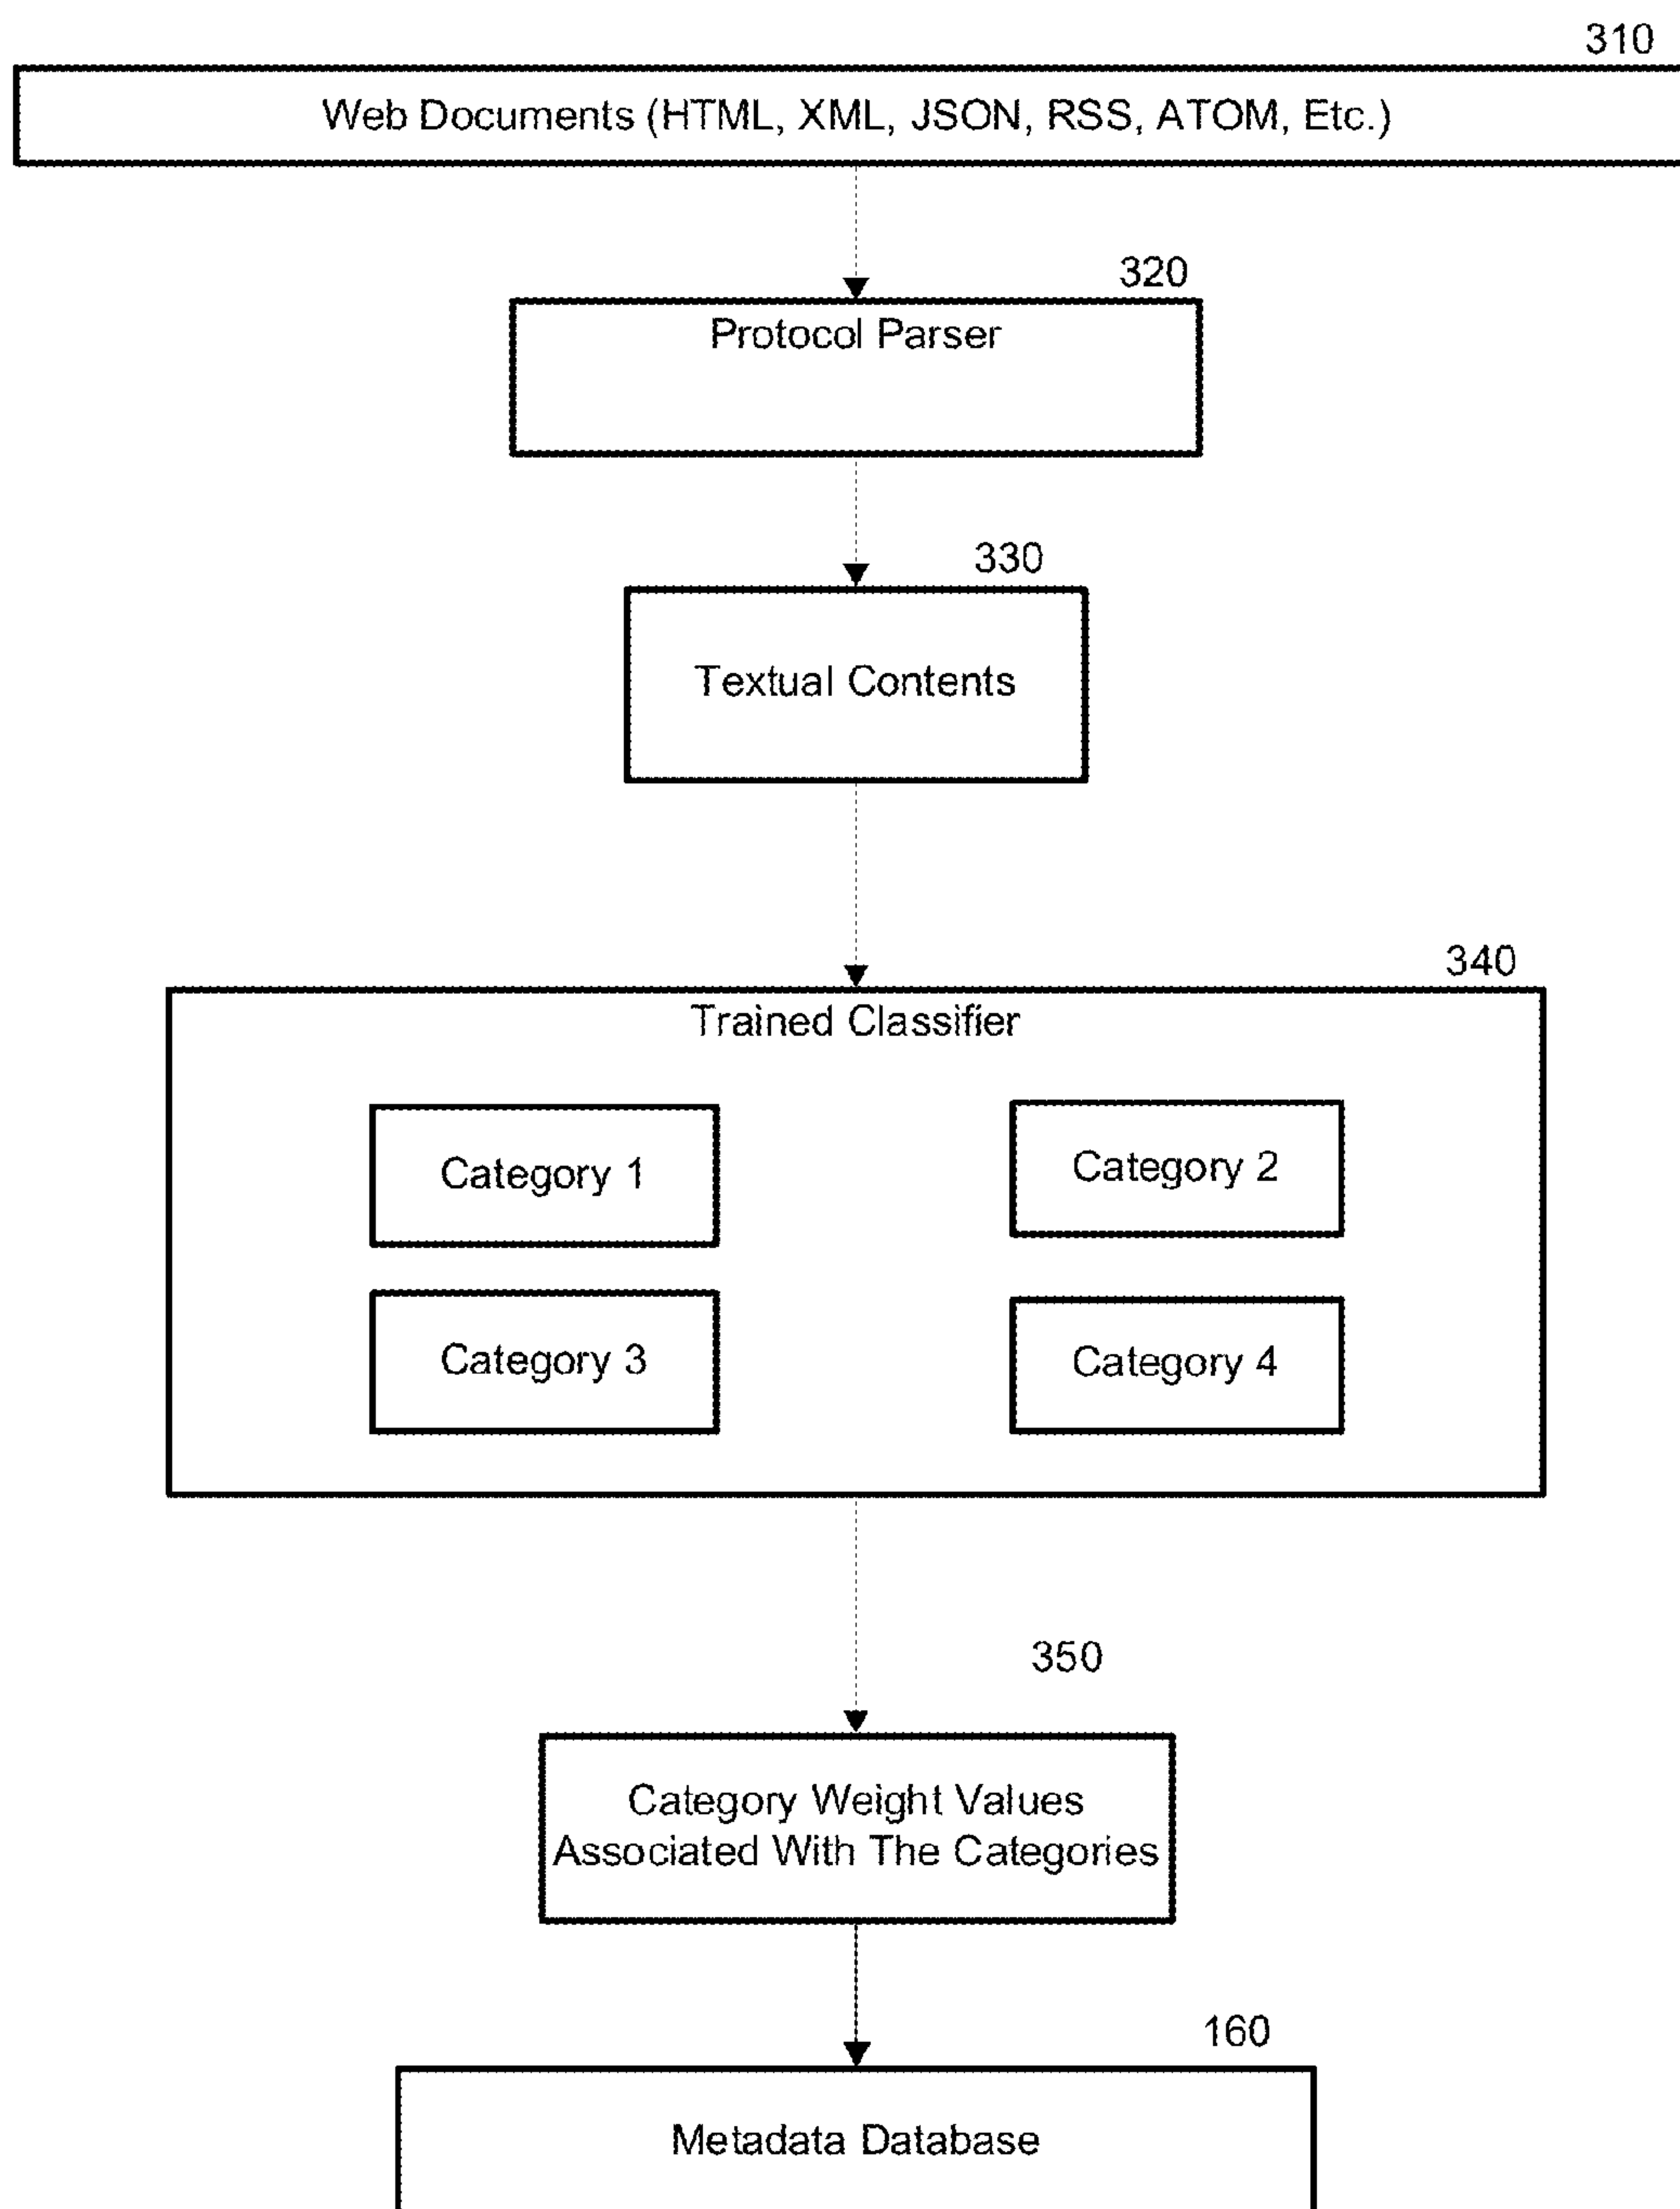 310
Web Documents (HTML, XML, JSON, RSS, ATOM, Etc.)
320
Protocol Parser
330
Textual Contents
340
Trained Classifier
Category 1
Category 2
Category 3
Category 4
350
Category Weight Values
Associated With The Categories
160
Metadata Database